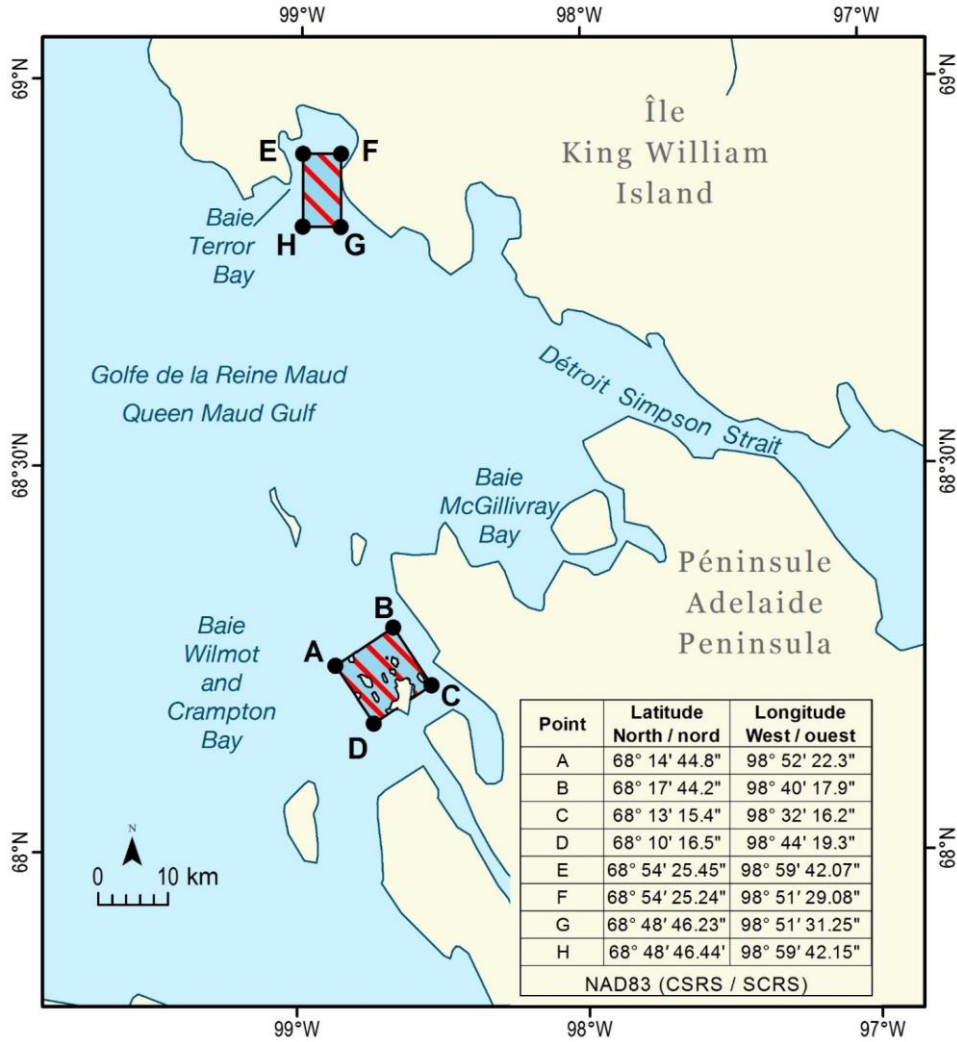 99°W 98°W 97°W
69°N
69°N
Île
King William
Island
E F
H G
Baie
Terror
Bay
Golfe de la Reine Maud
Queen Maud Gulf
Détroit Simpson Strait
68°30'N
68°30'N
Baie
McGillivray
Bay
Péninsule
Adelaide
Peninsula
Baie
Wilmot
and
Crampton
Bay
B
A
C
D
Point Latitude North / nord Longitude West / ouest
A 68° 14' 44.8" 98° 52' 22.3"
B 68° 17' 44.2" 98° 40' 17.9"
C 68° 13' 15.4" 98° 32' 16.2"
D 68° 10' 16.5" 98° 44' 19.3"
E 68° 54' 25.45" 98° 59' 42.07"
F 68° 54' 25.24" 98° 51' 29.08"
G 68° 48' 46.23" 98° 51' 31.25"
H 68° 48' 46.44' 98° 59' 42.15"
NAD83 (CSRS / SCRS)
68°N
68°N
N
0 10 km
99°W 98°W 97°W